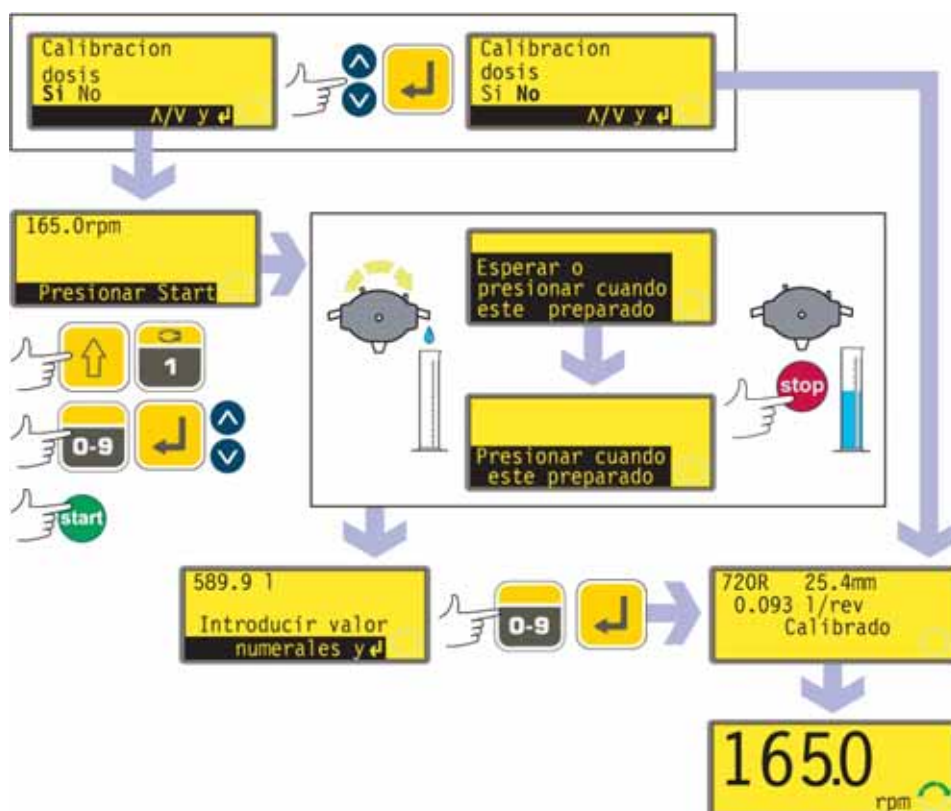 Calibracion
dosis
Si No
Λ/V y ↲
Calibracion
dosis
Si No
Λ/V y ↲
165.0rpm
Presionar Start
1
0-9
start
Esperar o
presionar cuando
este preparado
Presionar cuando
este preparado
stop
589.9 l
Introducir valor
numerales y↲
0-9
720R 25.4mm
0.093 l/rev
Calibrado
165.0
rpm